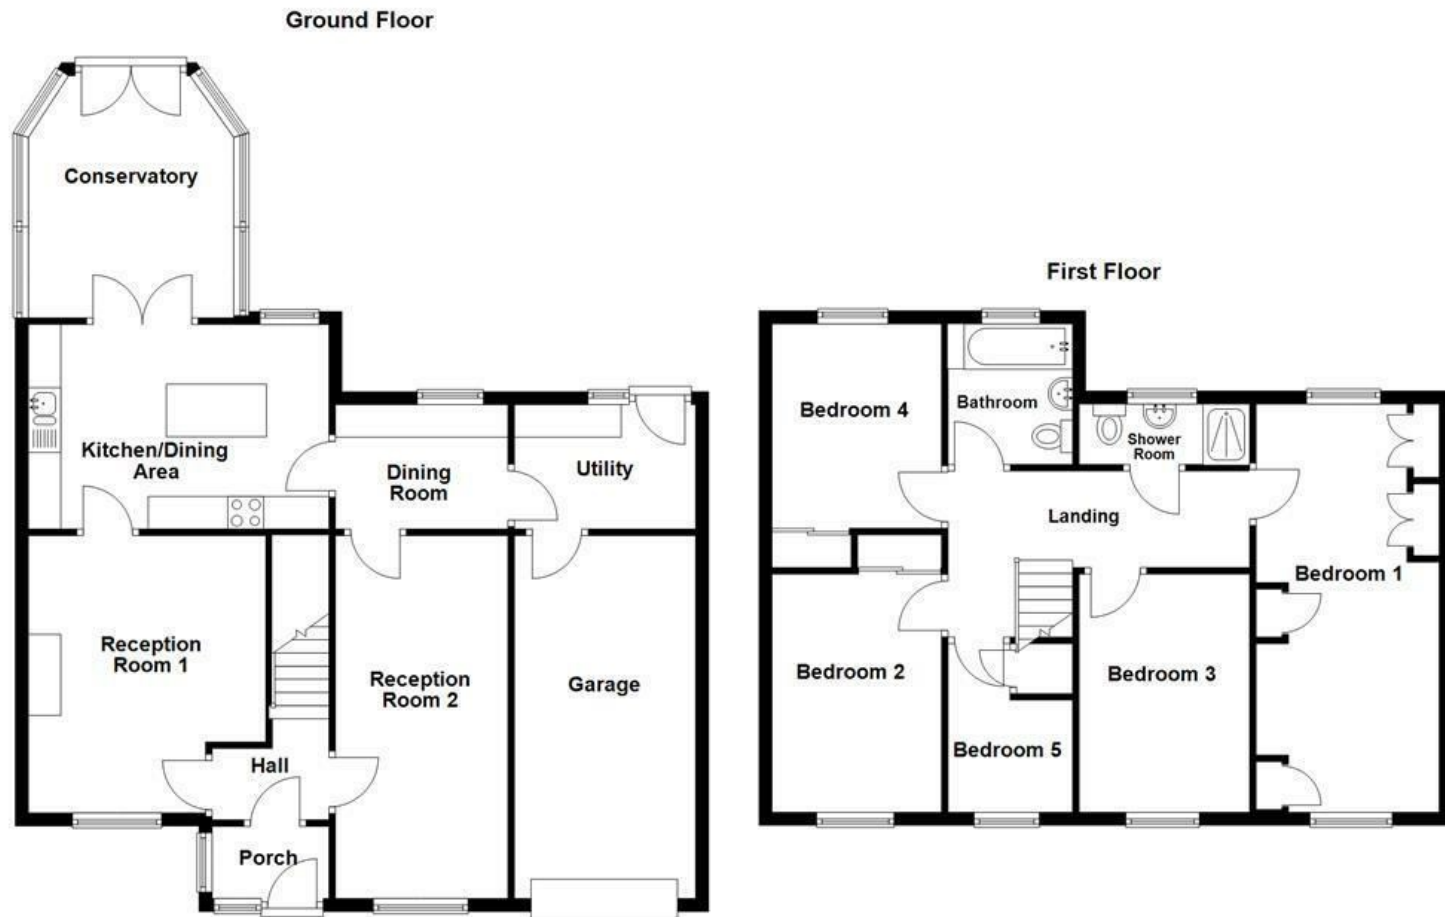 Ground Floor
Conservatory
Kitchen/Dining
Area
Dining
Room
Utility
Reception
Room 1
Reception
Room 2
Garage
Hall
Porch
First Floor
Bedroom 4
Bathroom
Shower
Room
Landing
Bedroom 1
Bedroom 2
Bedroom 3
Bedroom 5